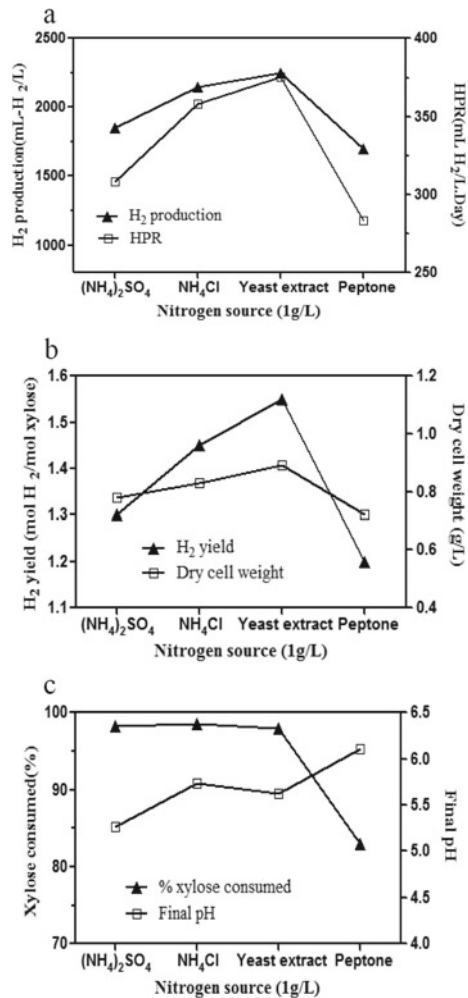 a
H₂ production(mL-H ₂/L)
2500
2000
1500
1000
HPR(mL H₂/L.Day)
400
350
300
250
H₂ production
HPR
(NH₄)₂SO₄ NH₄Cl Yeast extract Peptone
Nitrogen source (1g/L)
b
H₂ yield (mol H ₂/mol xylose)
1.6
1.5
1.4
1.3
1.2
1.1
Dry cell weight (g/L)
1.2
1.0
0.8
0.6
0.4
H₂ yield
Dry cell weight
(NH₄)₂SO₄ NH₄Cl Yeast extract Peptone
Nitrogen source (1g/L)
c
Xylose consumed(%)
100
90
80
70
Final pH
6.5
6.0
5.5
5.0
4.5
4.0
% xylose consumed
Final pH
(NH₄)₂SO₄ NH₄Cl Yeast extract Peptone
Nitrogen source (1g/L)